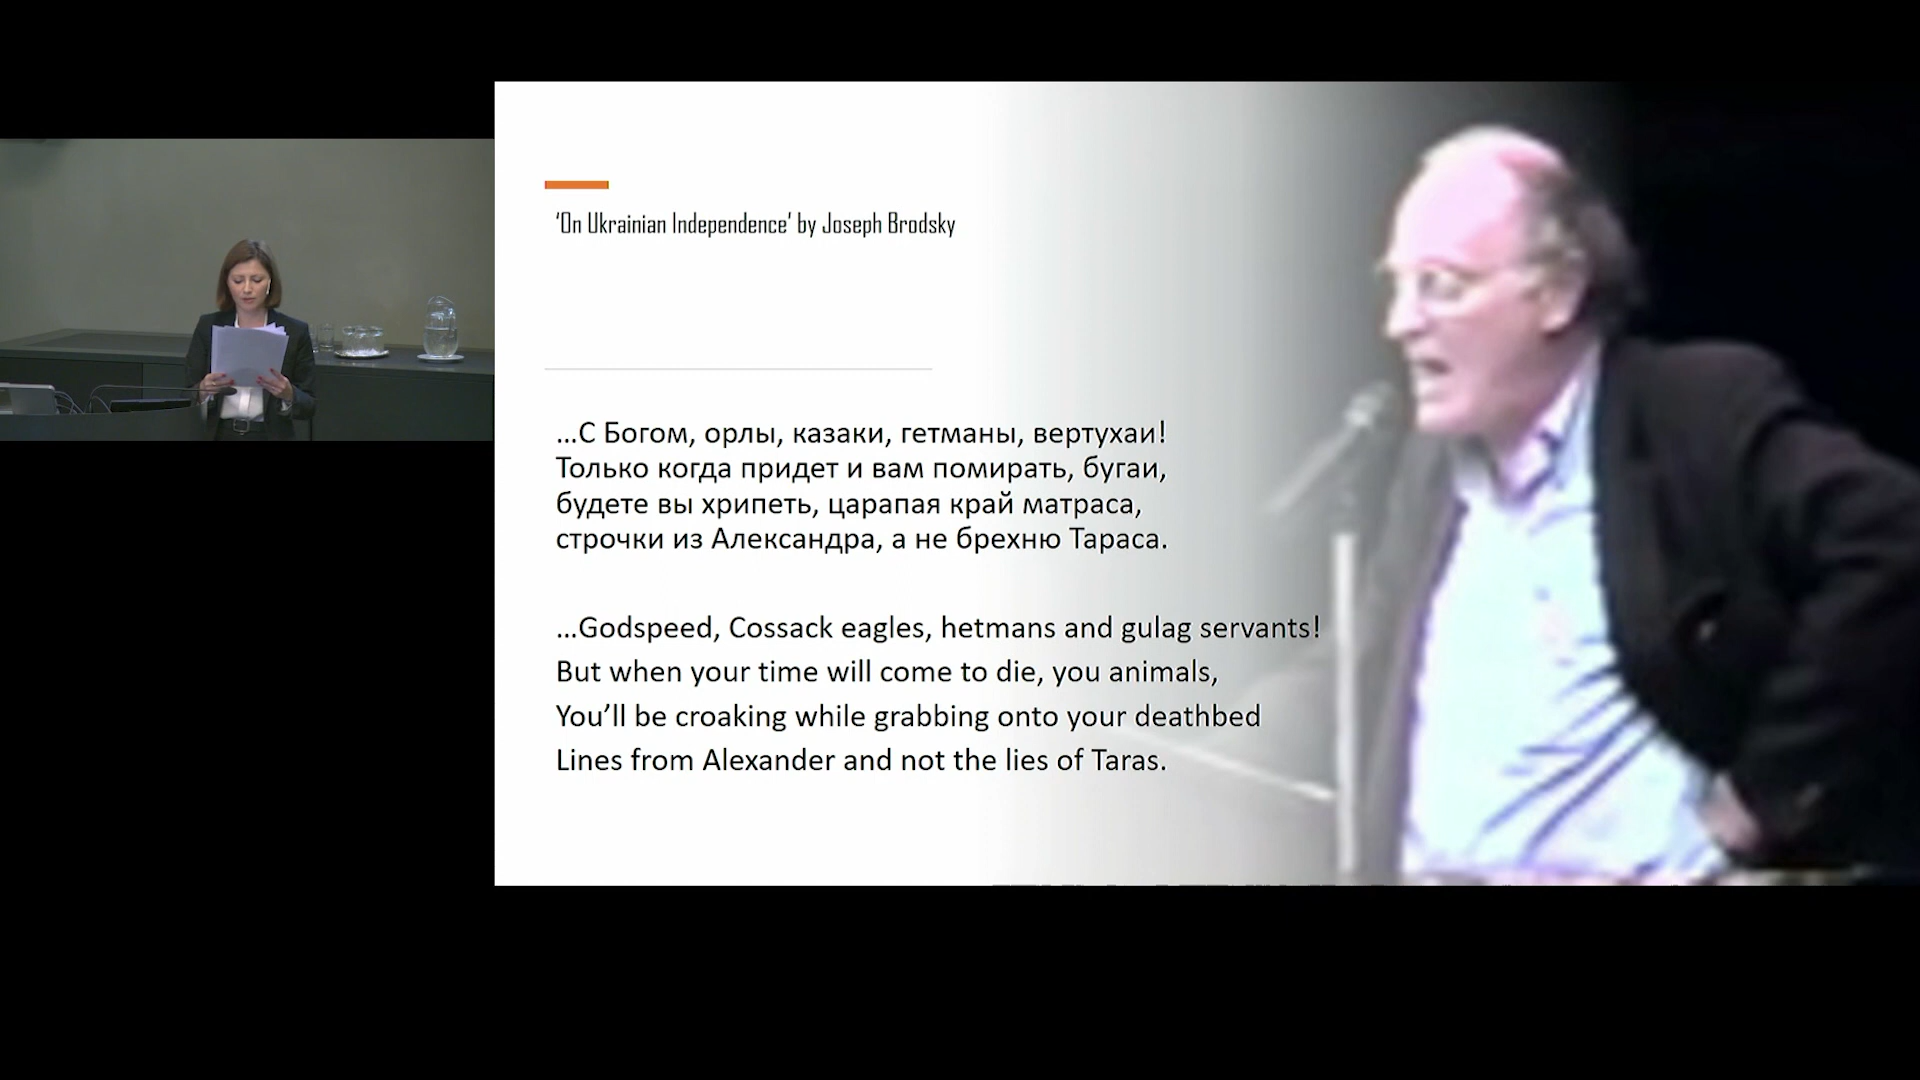 ‘On Ukrainian Independence’ by Joseph Brodsky
...С Богом, орлы, казаки, гетманы, вертухаи!
Только когда придет и вам помирать, бугаи,
будете вы хрипеть, царапая край матраса,
строчки из Александра, а не брехню Тараса.
...Godspeed, Cossack eagles, hetmans and gulag servants!
But when your time will come to die, you animals,
You’ll be croaking while grabbing onto your deathbed
Lines from Alexander and not the lies of Taras.